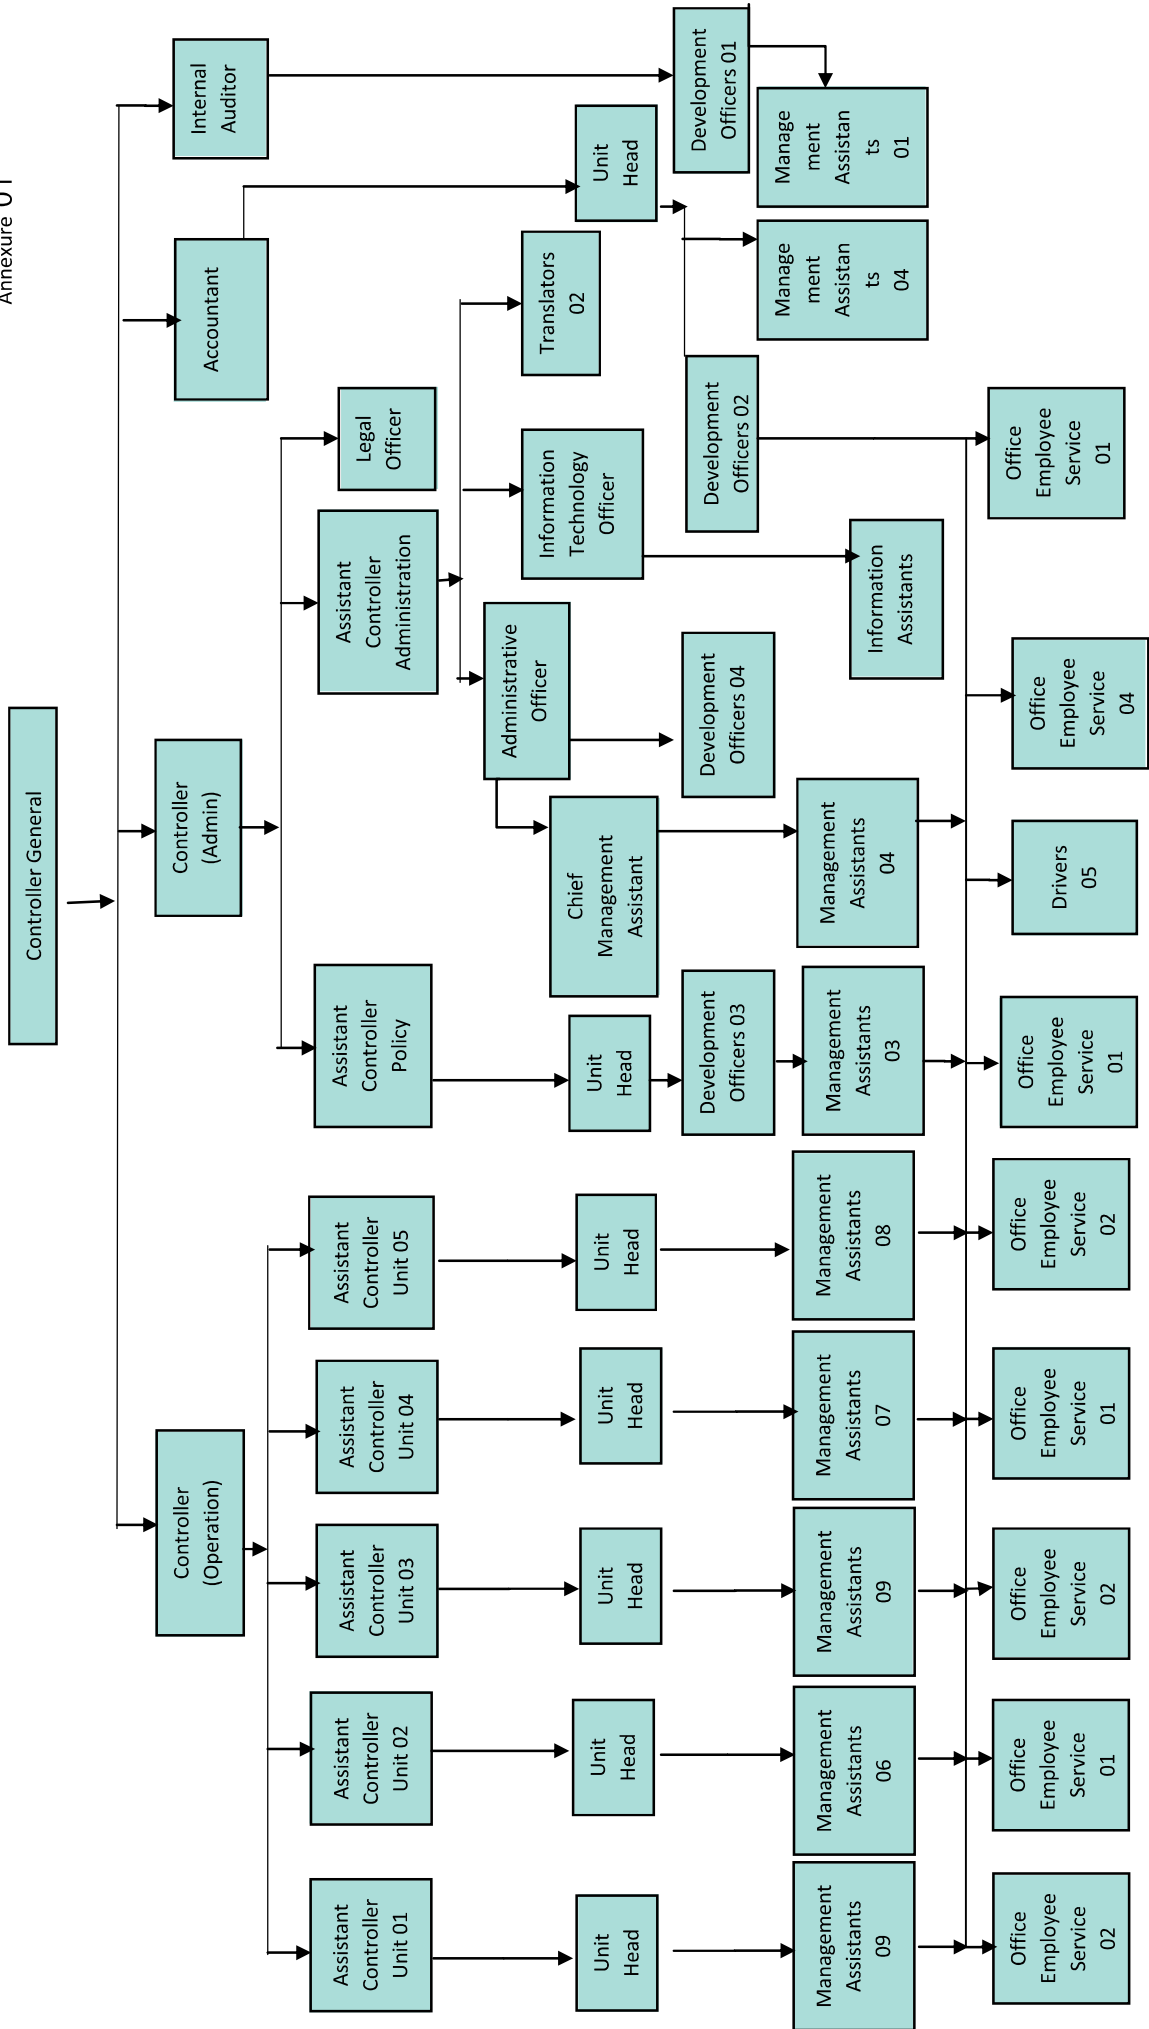 Annexure 01
Controller General
Controller
(Operation)
Controller
(Admin)
Accountant
Internal
Auditor
Assistant
Controller
Unit 01
Assistant
Controller
Unit 02
Assistant
Controller
Unit 03
Assistant
Controller
Unit 04
Assistant
Controller
Unit 05
Assistant
Controller
Policy
Assistant
Controller
Administration
Legal
Officer
Administrative
Officer
Information
Technology
Officer
Translators
02
Unit
Head
Unit
Head
Unit
Head
Unit
Head
Unit
Head
Unit
Head
Chief
Management
Assistant
Unit
Head
Development
Officers 03
Development
Officers 04
Development
Officers 02
Development
Officers 01
Management
Assistants
09
Management
Assistants
06
Management
Assistants
09
Management
Assistants
07
Management
Assistants
08
Management
Assistants
03
Management
Assistants
04
Information
Assistants
Manage
ment
Assistan
ts
04
Manage
ment
Assistan
ts
01
Office
Employee
Service
02
Office
Employee
Service
01
Office
Employee
Service
02
Office
Employee
Service
01
Office
Employee
Service
02
Office
Employee
Service
01
Drivers
05
Office
Employee
Service
04
Office
Employee
Service
01